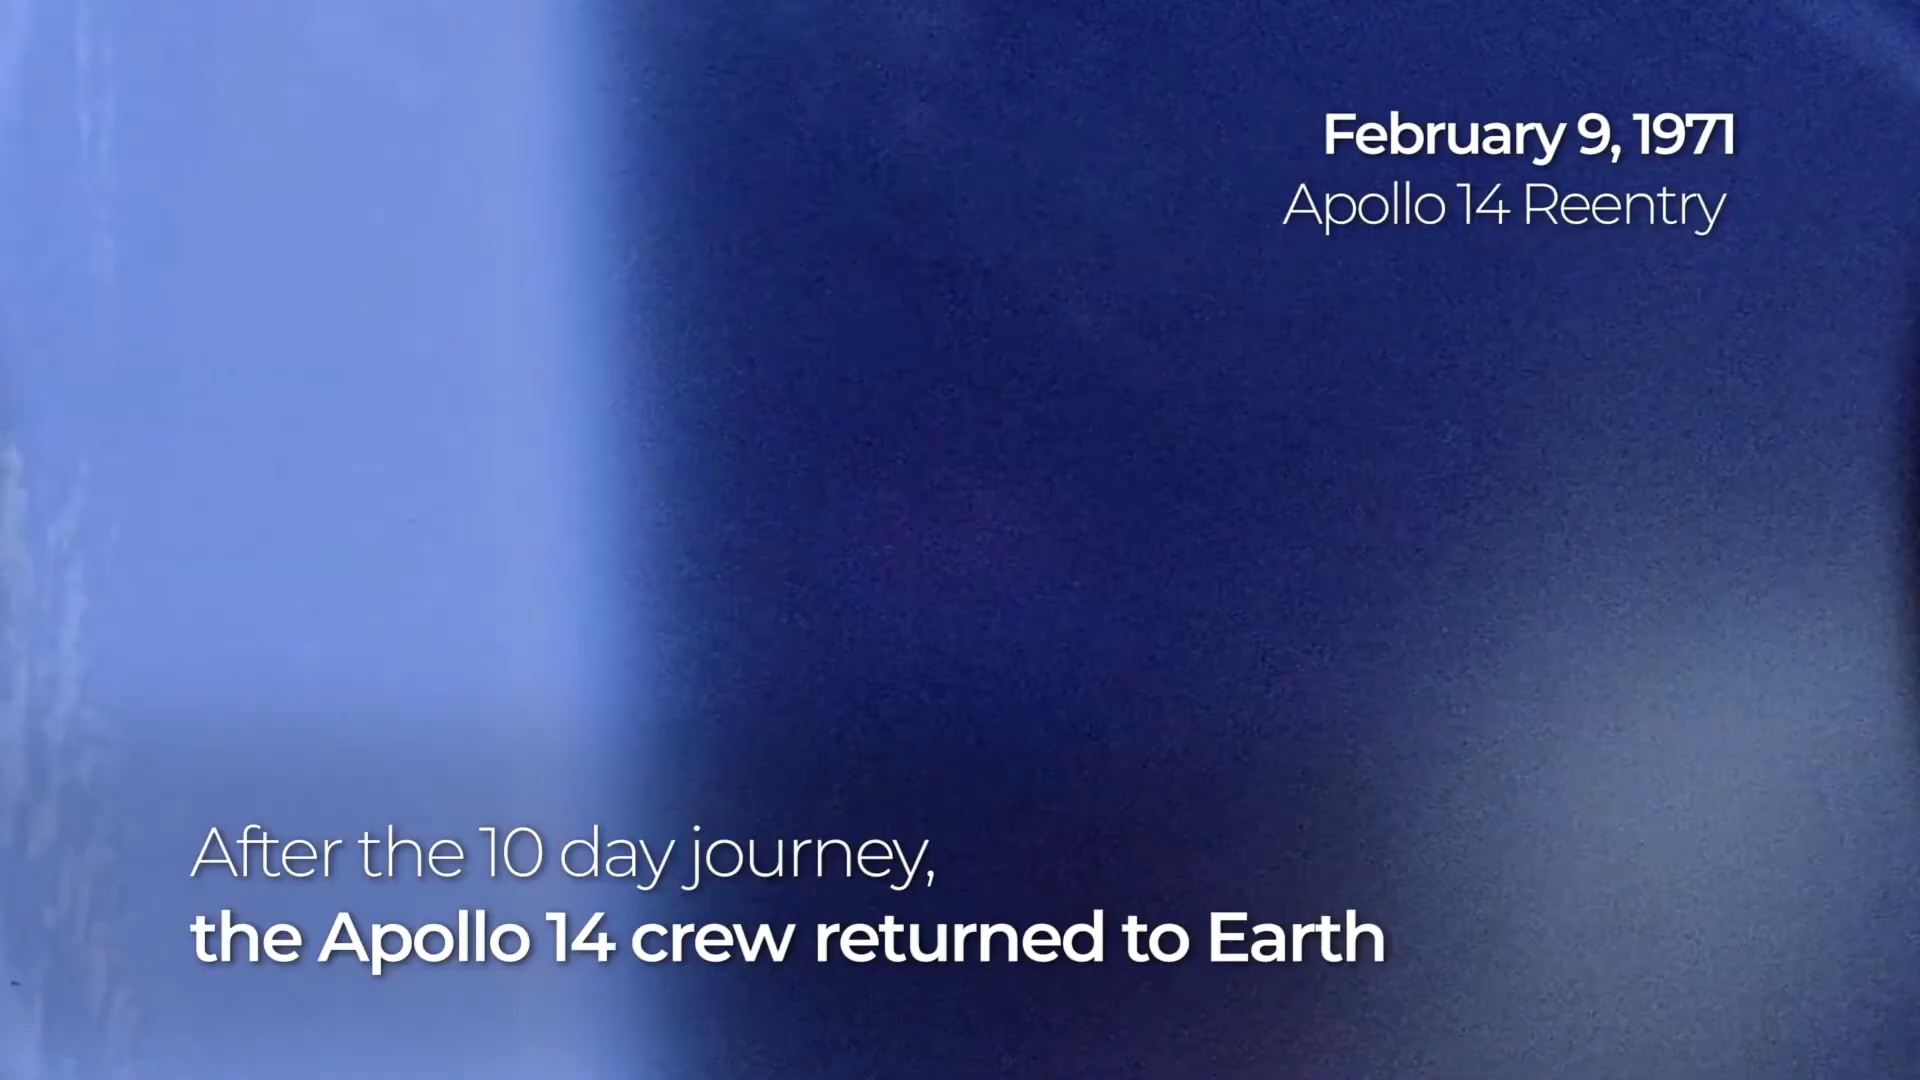 February 9, 1971
Apollo 14 Reentry
After the 10 day journey,
the Apollo 14 crew returned to Earth